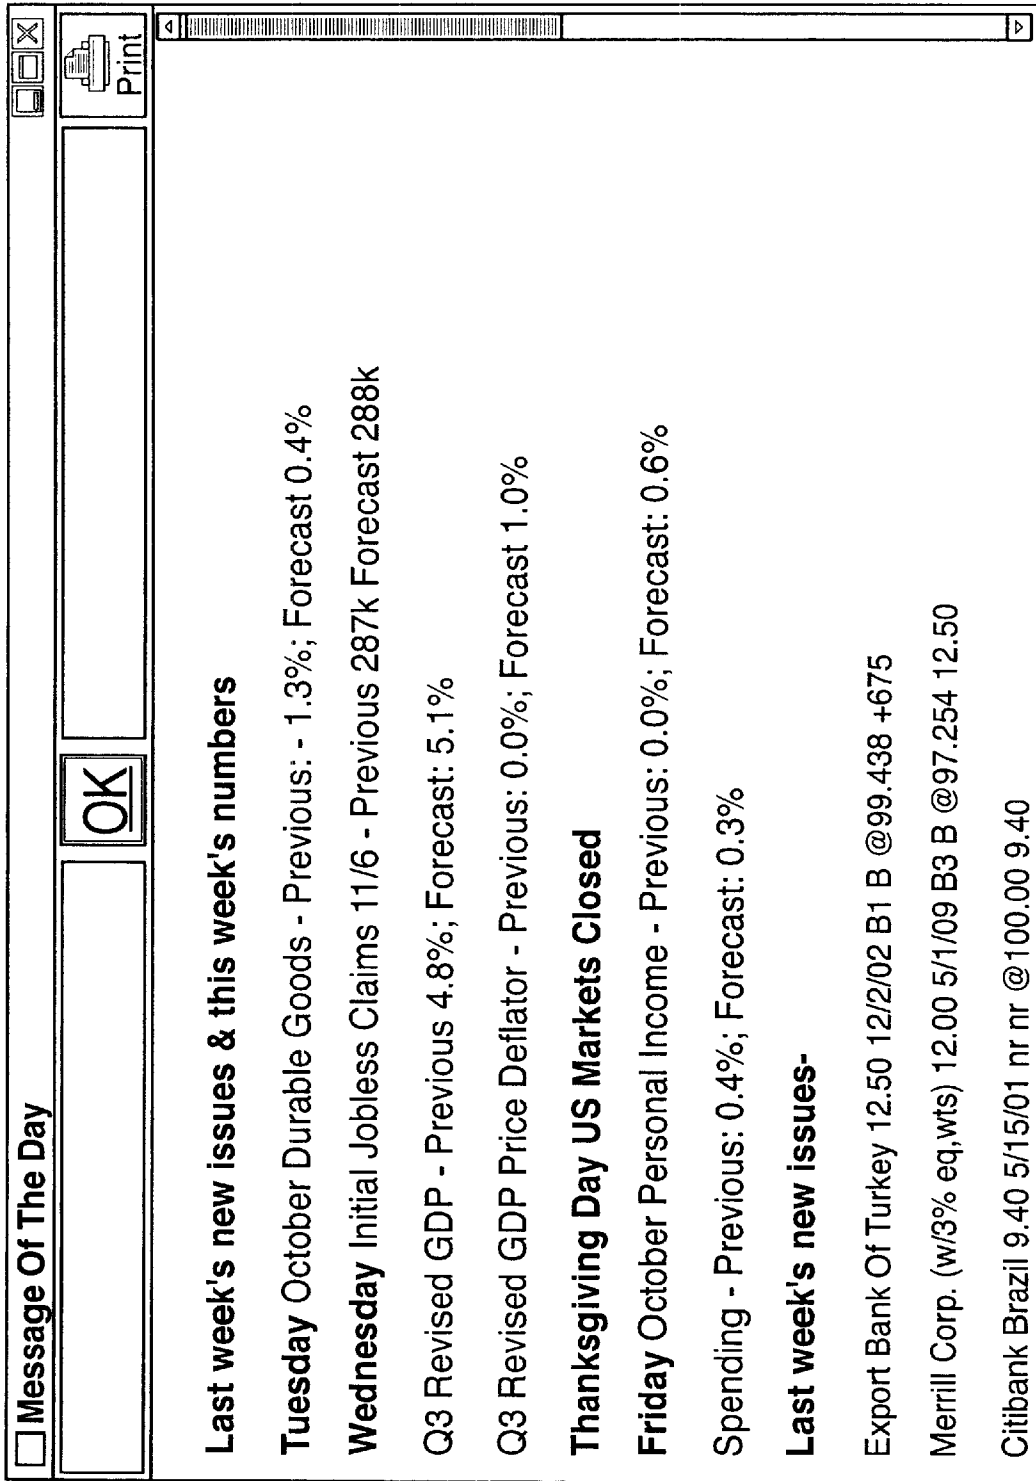 Message Of The Day
OK
Print
Last week's new issues & this week's numbers
Tuesday October Durable Goods - Previous: - 1.3%; Forecast 0.4%
Wednesday Initial Jobless Claims 11/6 - Previous 287k Forecast 288k
Q3 Revised GDP - Previous 4.8%; Forecast: 5.1%
Q3 Revised GDP Price Deflator - Previous: 0.0%; Forecast 1.0%
Thanksgiving Day US Markets Closed
Friday October Personal Income - Previous: 0.0%; Forecast: 0.6%
Spending - Previous: 0.4%; Forecast: 0.3%
Last week's new issues-
Export Bank Of Turkey 12.50 12/2/02 B1 B @99.438 +675
Merrill Corp. (w/3% eq,wts) 12.00 5/1/09 B3 B @97.254 12.50
Citibank Brazil 9.40 5/15/01 nr nr @100.00 9.40